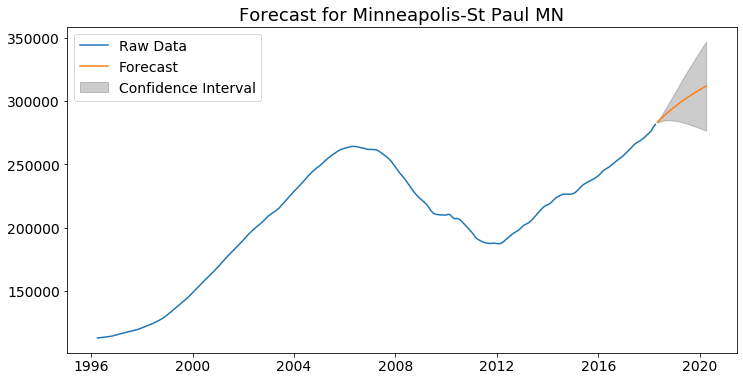 Forecast for Minneapolis-St Paul MN
350000
300000
250000
200000
150000
Raw Data
Forecast
Confidence Interval
1996 2000 2004 2008 2012 2016 2020